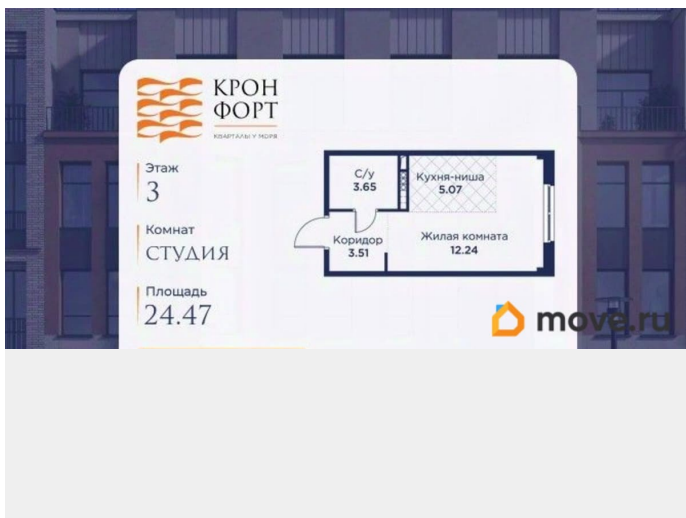 КРОН
ФОРТ
КВАРТАЛЫ У МОРЯ
Этаж
3
Комнат
СТУДИЯ
Площадь
24.47
С/у
3.65
Кухня-ниша
5.07
Коридор
3.51
Жилая комната
12.24
move.ru